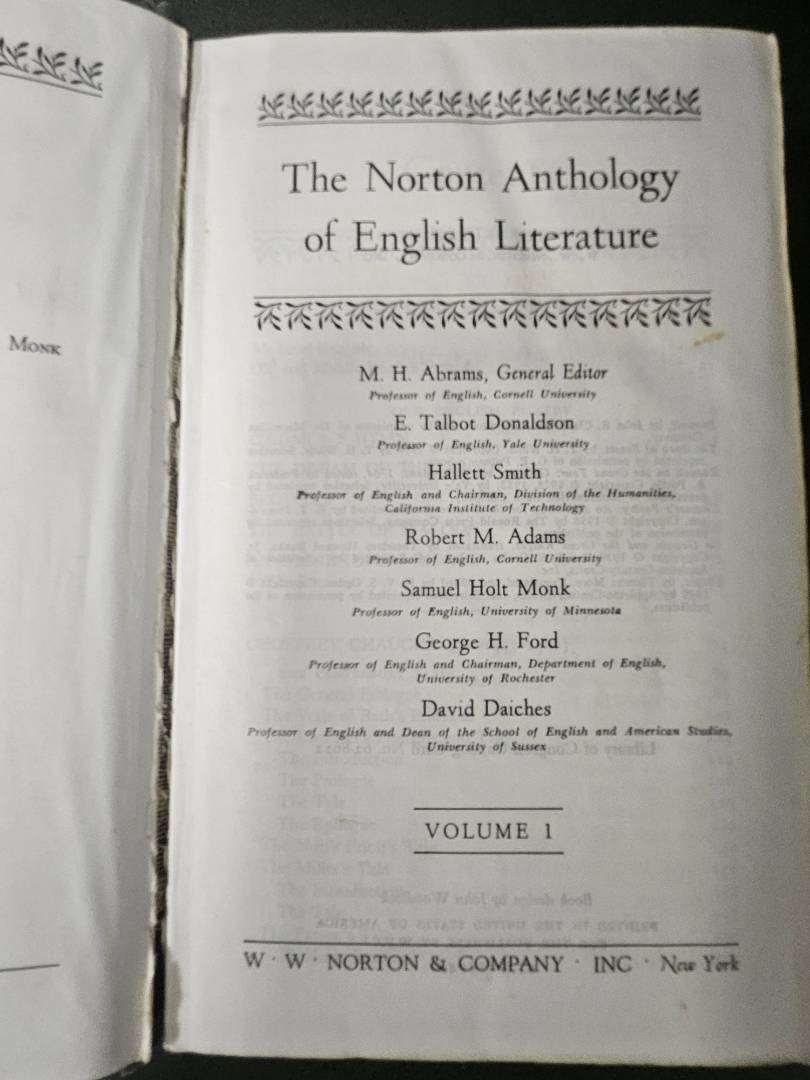 Monk
The Norton Anthology
of English Literature
M. H. Abrams, General Editor
Professor of English, Cornell University
E. Talbot Donaldson
Professor of English, Yale University
Hallett Smith
Professor of English and Chairman, Division of the Humanities,
California Institute of Technology
Robert M. Adams
Professor of English, Cornell University
Samuel Holt Monk
Professor of English, University of Minnesota
George H. Ford
Professor of English and Chairman, Department of English,
University of Rochester
David Daiches
Professor of English and Dean of the School of English and American Studies,
University of Sussex
VOLUME 1
W · W · NORTON & COMPANY · INC · New York